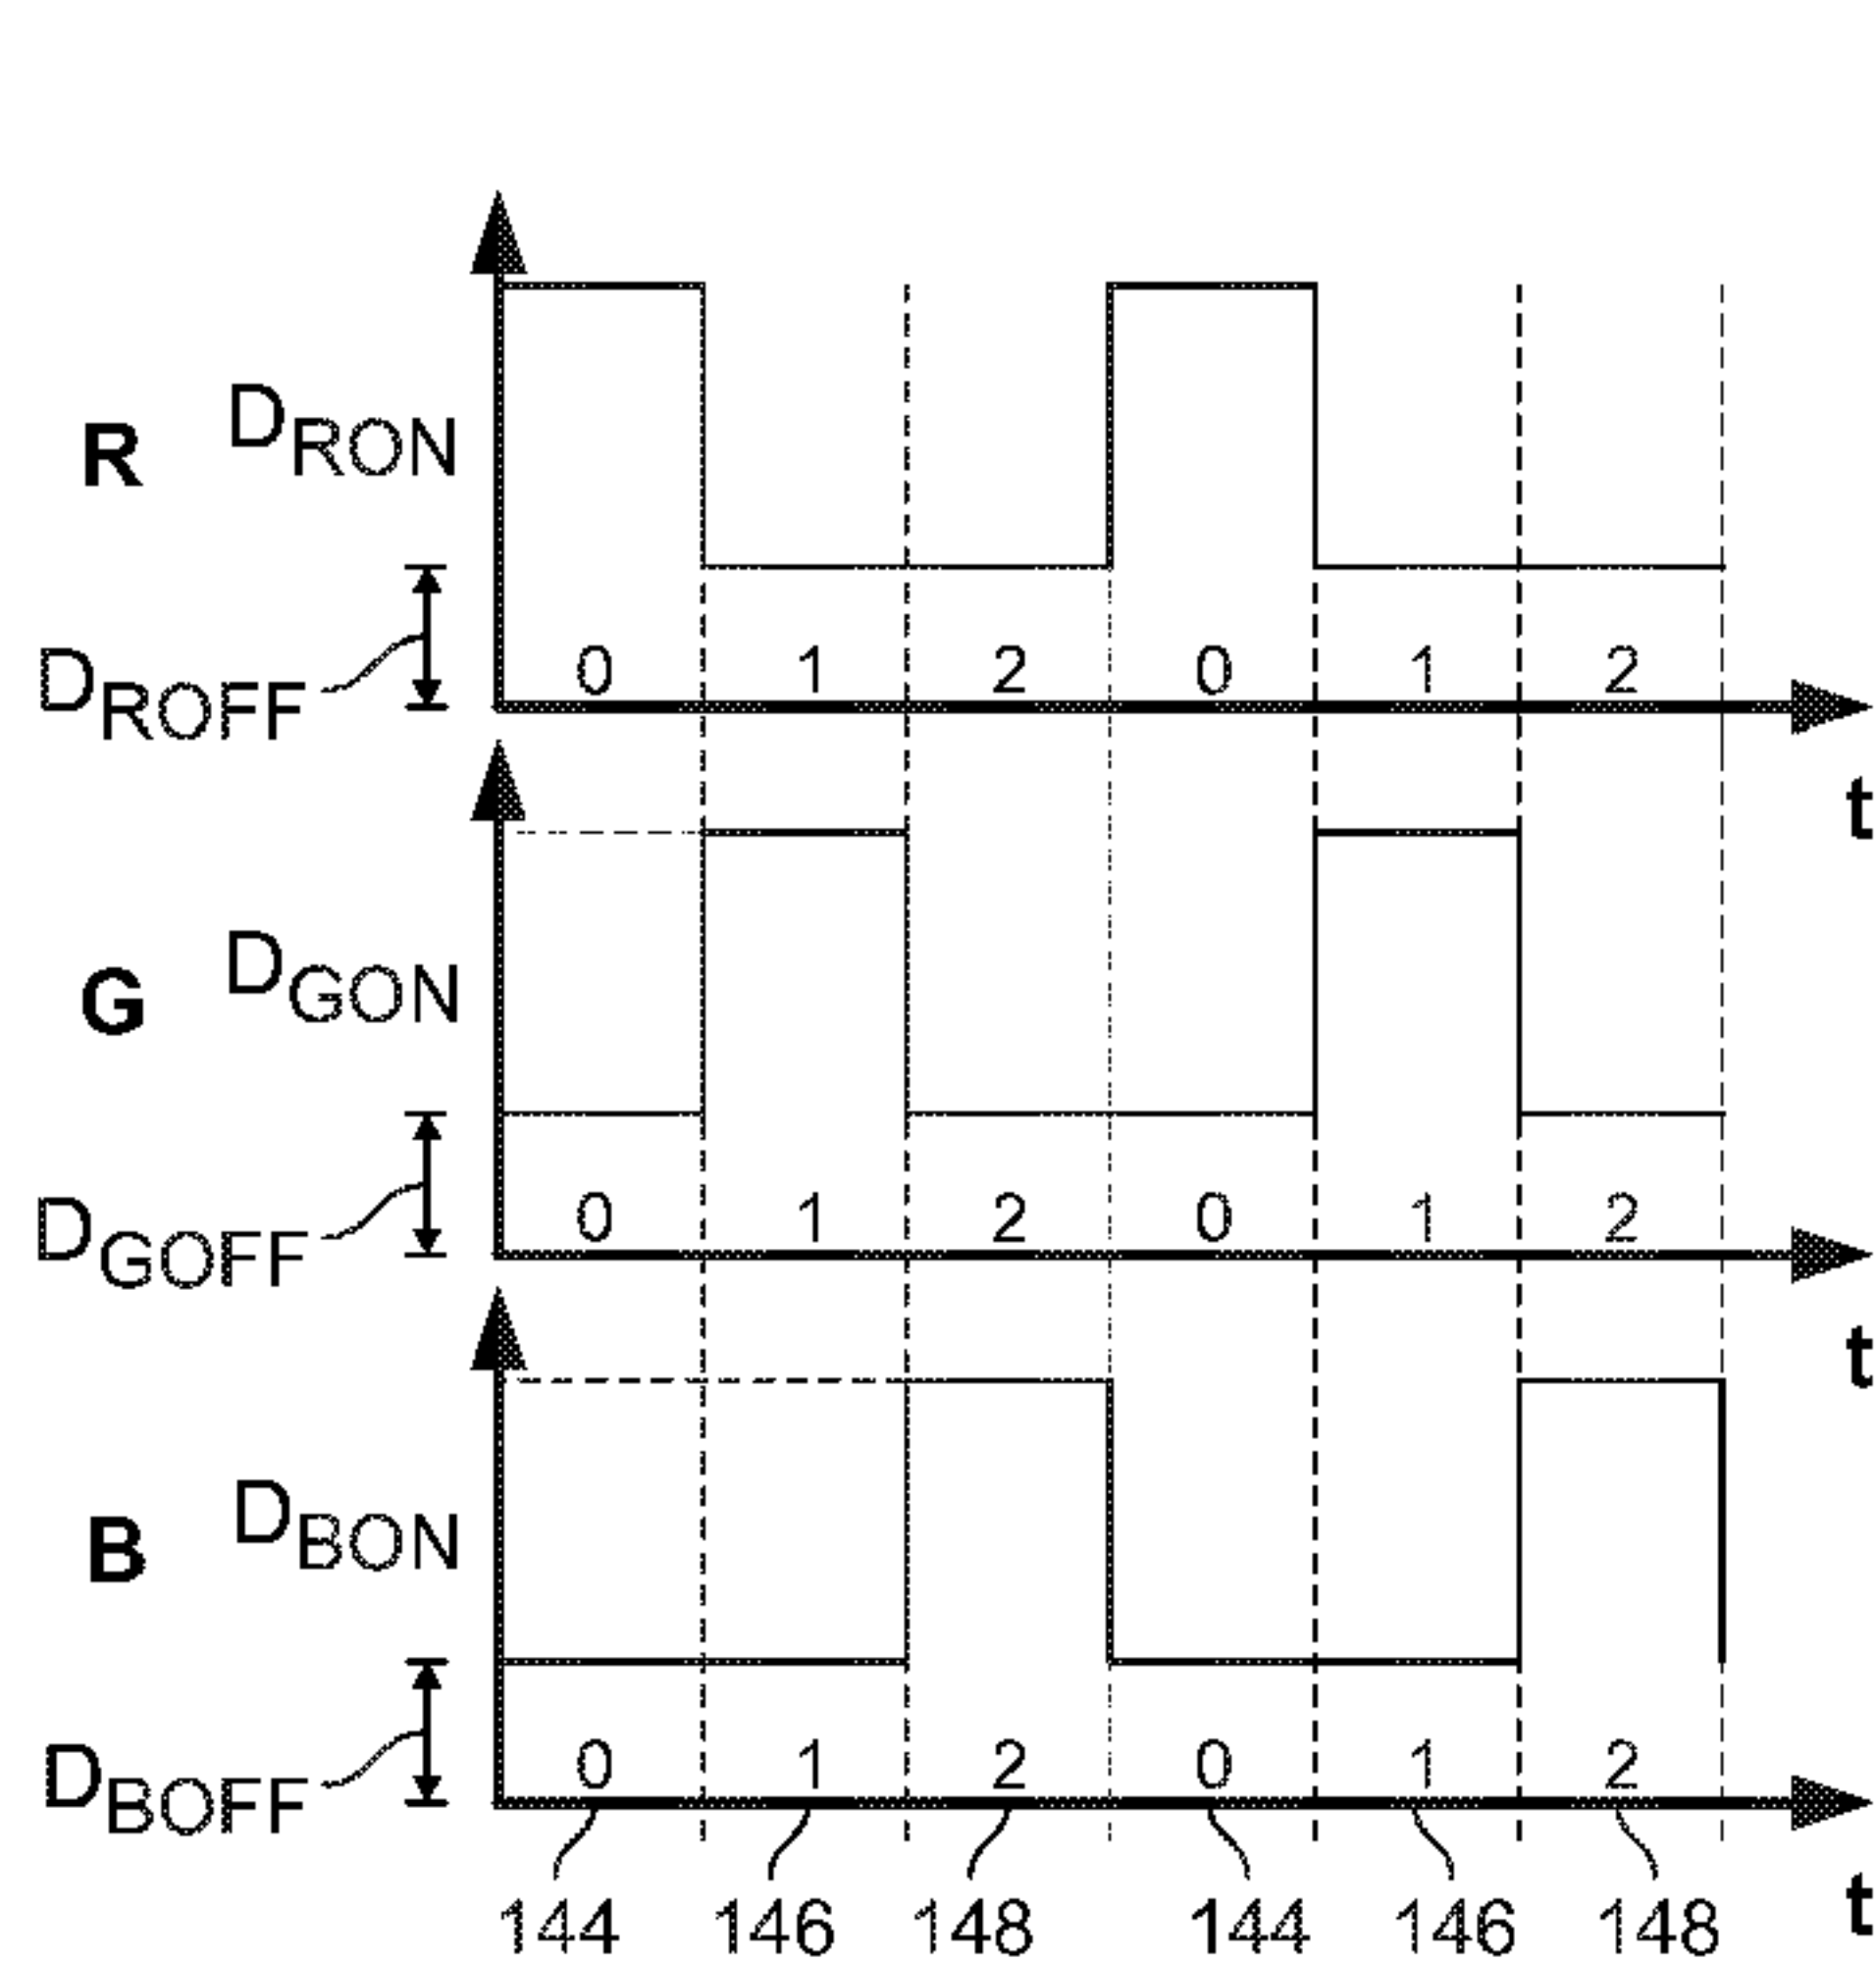 R DRON
DROFF
0 1 2 0 1 2
t
G DGON
DGOFF
0 1 2 0 1 2
t
B DBON
DBOFF
0 1 2 0 1 2
144 146 148 144 146 148
t